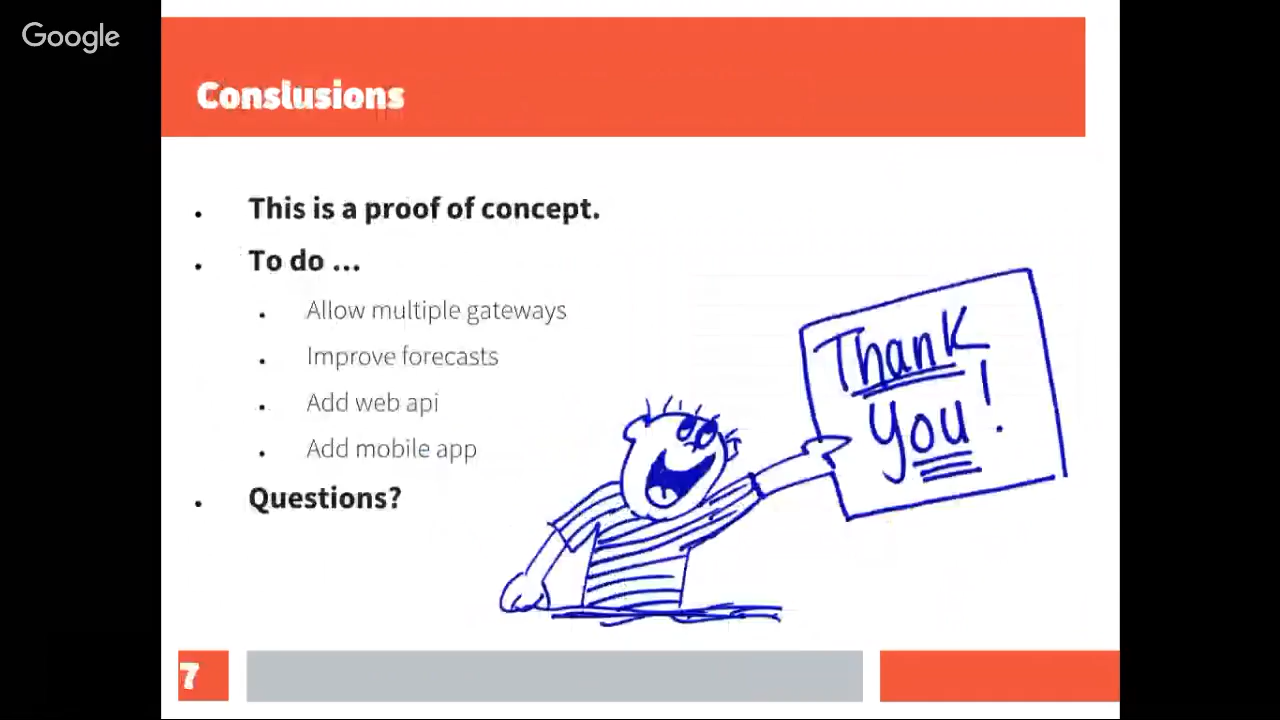 Google
Conslusions
This is a proof of concept.
To do ...
Allow multiple gateways
Improve forecasts
Add web api
Add mobile app
Questions?
Thank
You!
7